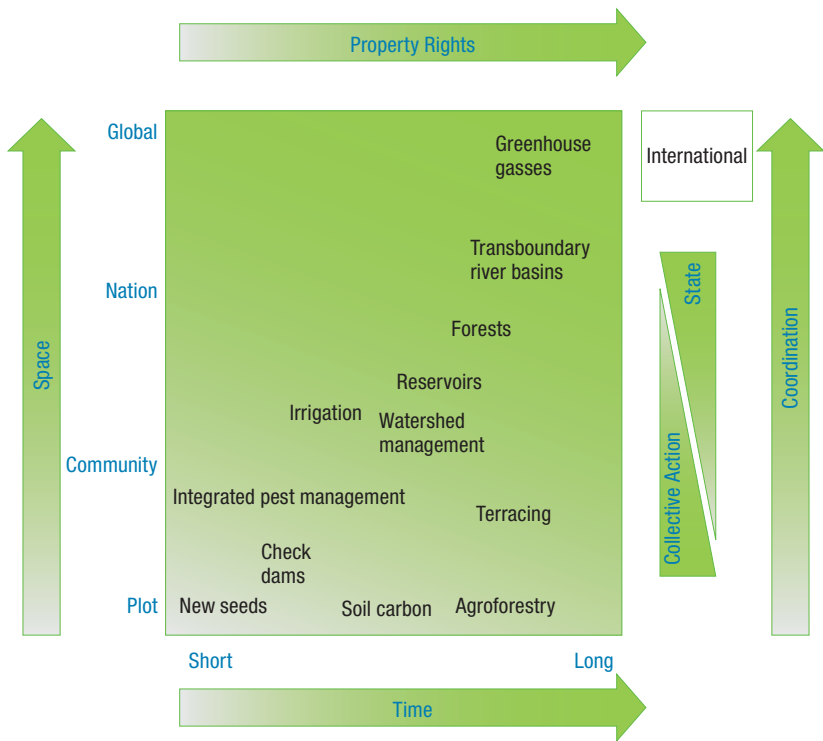 Property Rights
Global
Greenhouse
gasses
International
Transboundary
river basins
Nation
State
Forests
Space
Coordination
Reservoirs
Irrigation
Watershed
management
Community
Collective Action
Integrated pest management
Terracing
Check
dams
Plot
New seeds
Soil carbon
Agroforestry
Short
Long
Time